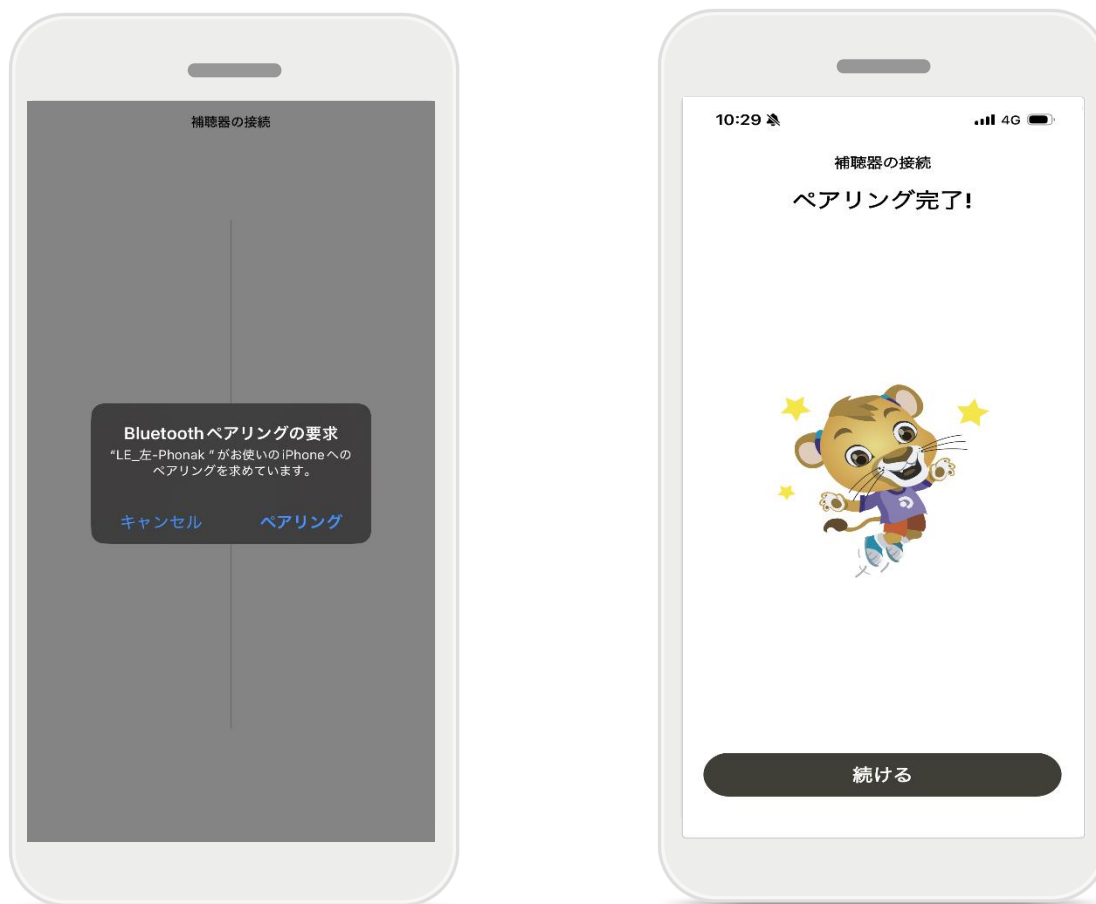 補聴器の接続
Bluetoothペアリングの要求
“LE_左-Phonak ” がお使いのiPhoneへの
ペアリングを求めています。
キャンセル
ペアリング
10:29
4G
補聴器の接続
ペアリング完了!
続ける